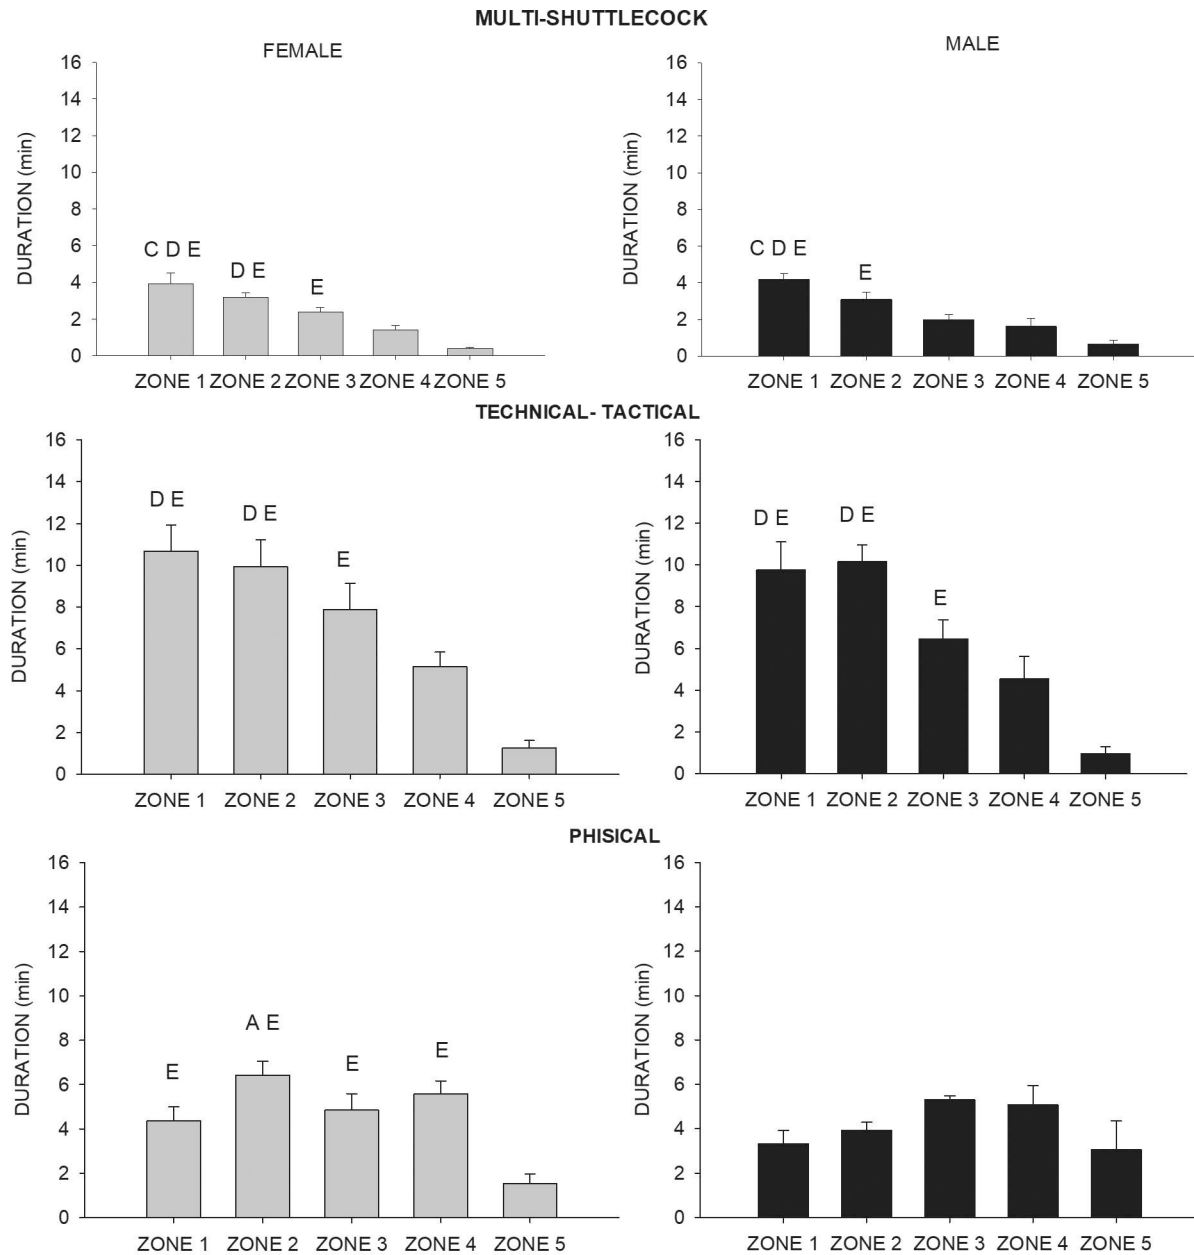 MULTI-SHUTTLECOCK
FEMALE
MALE
16
14
12
10
8
6
4
2
0
DURATION (min)
C D E
D E
E
ZONE 1 ZONE 2 ZONE 3 ZONE 4 ZONE 5
16
14
12
10
8
6
4
2
0
DURATION (min)
C D E
E
ZONE 1 ZONE 2 ZONE 3 ZONE 4 ZONE 5
TECHNICAL- TACTICAL
16
14
12
10
8
6
4
2
0
DURATION (min)
D E
D E
E
ZONE 1 ZONE 2 ZONE 3 ZONE 4 ZONE 5
16
14
12
10
8
6
4
2
0
DURATION (min)
D E
D E
E
ZONE 1 ZONE 2 ZONE 3 ZONE 4 ZONE 5
PHISICAL
16
14
12
10
8
6
4
2
0
DURATION (min)
E
A E
E
E
ZONE 1 ZONE 2 ZONE 3 ZONE 4 ZONE 5
16
14
12
10
8
6
4
2
0
DURATION (min)
ZONE 1 ZONE 2 ZONE 3 ZONE 4 ZONE 5